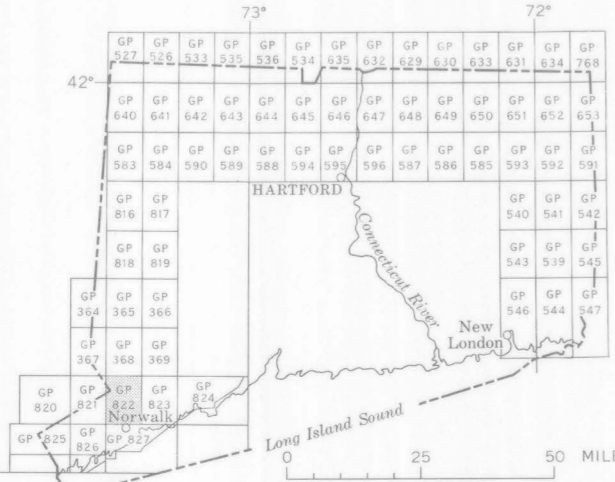 73° 72°
GP 527 GP 526 GP 533 GP 535 GP 536 GP 534 GP 635 GP 632 GP 629 GP 630 GP 633 GP 631 GP 634 GP 768
42°
GP 640 GP 641 GP 642 GP 643 GP 644 GP 645 GP 646 GP 647 GP 648 GP 649 GP 650 GP 651 GP 652 GP 653
GP 583 GP 584 GP 590 GP 589 GP 588 GP 594 GP 595 GP 596 GP 587 GP 586 GP 585 GP 593 GP 592 GP 591
HARTFORD
GP 816 GP 817 GP 540 GP 541 GP 542
Connecticut River
GP 818 GP 819 GP 543 GP 539 GP 545
GP 364 GP 365 GP 366 GP 546 GP 544 GP 547
New London
GP 367 GP 368 GP 369
GP 820 GP 821 GP 822 GP 823 GP 824
Norwalk
Long Island Sound
GP 825 GP 826 GP 827
0 25 50 MILE